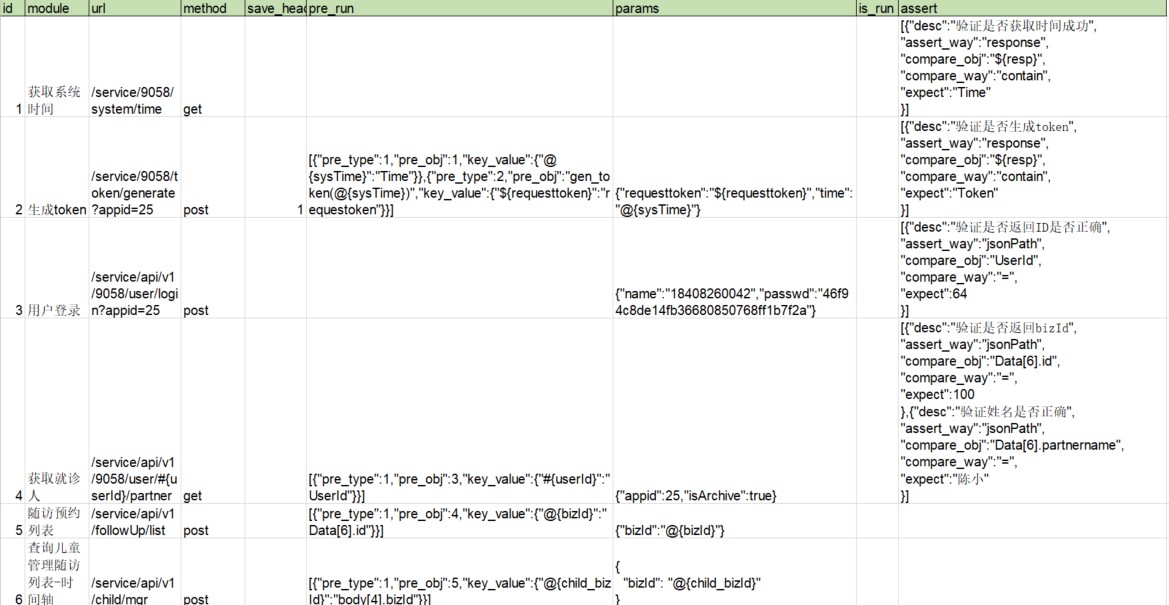 id module url method save_head pre_run params is_run assert
[{"desc":"验证是否获取时间成功",
"assert_way":"response",
"compare_obj":"${resp}",
"compare_way":"contain",
"expect":"Time"
}]
1
获取系统
时间
/service/9058/
system/time
get
2
生成token
/service/9058/t
oken/generate
?appid=25
post
1
[{"pre_type":1,"pre_obj":1,"key_value":{"@
{sysTime}":"Time"}},{"pre_type":2,"pre_obj":"gen_to
ken(@{sysTime})","key_value":{"${requesttoken}":"r
equestoken"}}]
{"requesttoken":"${requesttoken}","time":
"@{sysTime}"}
[{"desc":"验证是否生成token",
"assert_way":"response",
"compare_obj":"${resp}",
"compare_way":"contain",
"expect":"Token"
}]
3
用户登录
/service/api/v1
/9058/user/logi
n?appid=25
post
{"name":"18408260042","passwd":"46f9
4c8de14fb36680850768ff1b7f2a"}
[{"desc":"验证是否返回ID是否正确",
"assert_way":"jsonPath",
"compare_obj":"UserId",
"compare_way":"=",
"expect":64
}]
4
获取就诊
人
/service/api/v1
/9058/user/#{u
serId}/partner
get
[{"pre_type":1,"pre_obj":3,"key_value":{"#{userId}":"
UserId"}}]
{"appid":25,"isArchive":true}
[{"desc":"验证是否返回bizId",
"assert_way":"jsonPath",
"compare_obj":"Data[6].id",
"compare_way":"=",
"expect":100
},{"desc":"验证姓名是否正确",
"assert_way":"jsonPath",
"compare_obj":"Data[6].partnername",
"compare_way":"=",
"expect":"陈小"
}]
5
随访预约
列表
/service/api/v1
/followUp/list
post
[{"pre_type":1,"pre_obj":4,"key_value":{"@{bizId}":"
Data[6].id"}}]
{"bizId":"@{bizId}"}
6
查询儿童
管理随访
列表-时
间轴
/service/api/v1
/child/mgr
post
[{"pre_type":1,"pre_obj":5,"key_value":{"@{child_biz
Id}":"body[4].bizId"}}]
{
"bizId": "@{child_bizId}"
}